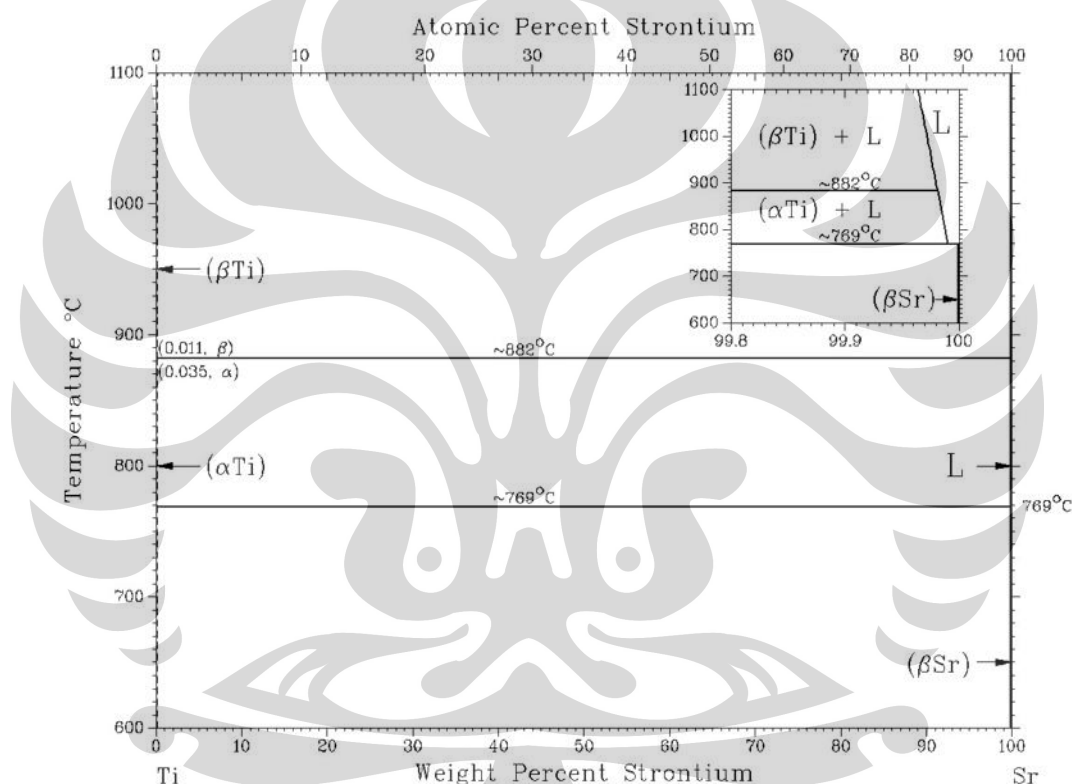 Atomic Percent Strontium
0 10 20 30 40 50 60 70 80 90 100
1100
1000
900
800
700
600
Temperature °C
(βTi)
(0.011, β)
~882°C
(0.035, α)
(αTi)
L
~769°C
769°C
(βSr)
0 10 20 30 40 50 60 70 80 90 100
Ti
Weight Percent Strontium
Sr
1100
1000
900
800
700
600
L
(βTi) + L
~882°C
(αTi) + L
~769°C
(βSr)
99.8 99.9 100